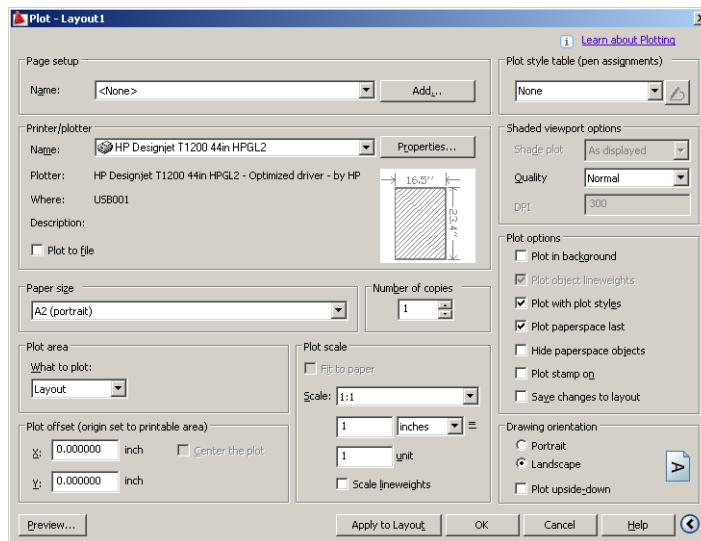 Plot - Layout1
Learn about Plotting
Page setup
Name: <None> Add...
Plot style table (pen assignments)
None
Printer/plotter
Name: HP Designjet T1200 44in HPGL2 Properties...
Plotter: HP Designjet T1200 44in HPGL2 - Optimized driver - by HP
Where: USB001
Description:
Plot to file
16.5''
23.4''
Shaded viewport options
Shade plot As displayed
Quality Normal
DPI 300
Paper size
A2 (portrait)
Number of copies
1
Plot options
Plot in background
Plot object lineweights
Plot with plot styles
Plot paperspace last
Hide paperspace objects
Plot stamp on
Save changes to layout
Plot area
What to plot:
Layout
Plot scale
Fit to paper
Scale: 1:1
1 inches =
1 unit
Scale lineweights
Plot offset (origin set to printable area)
X: 0.000000 inch Center the plot
Y: 0.000000 inch
Drawing orientation
Portrait
Landscape
Plot upside-down
A
Preview... Apply to Layout OK Cancel Help